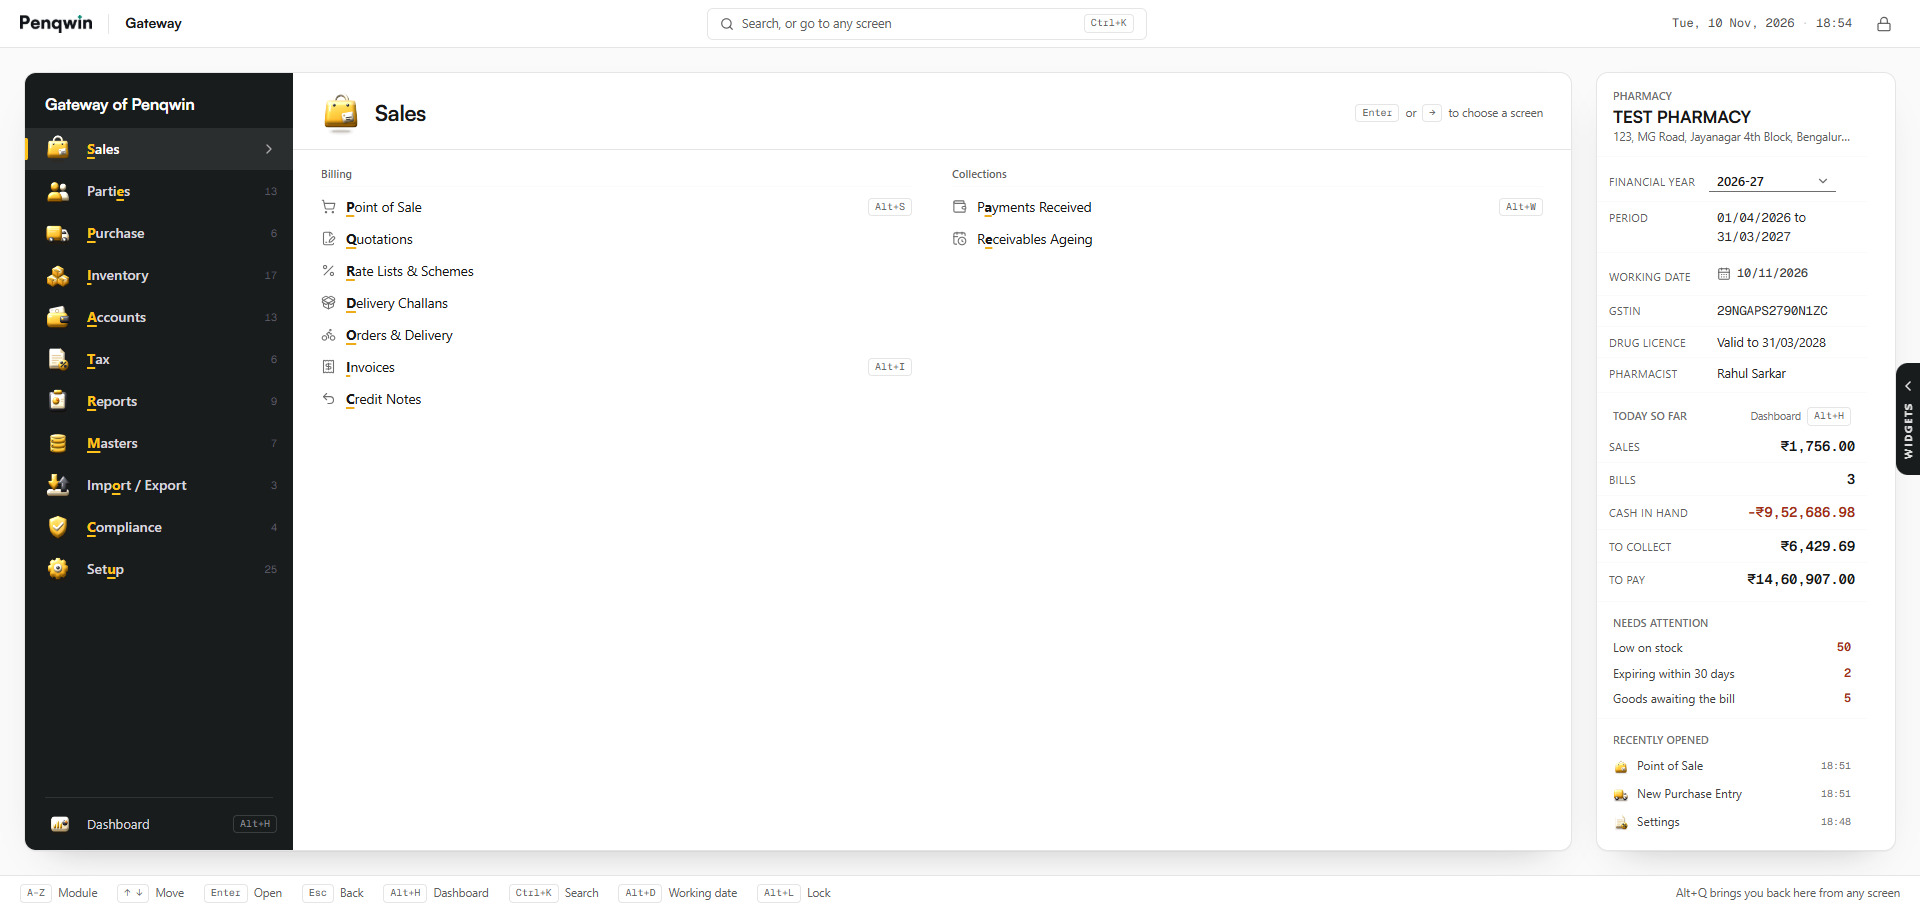 Penqwin
Gateway
Search, or go to any screen
Ctrl+K
Tue, 10 Nov, 2026 · 18:54
Gateway of Penqwin
Sales
Parties 13
Purchase 6
Inventory 17
Accounts 13
Tax 6
Reports 9
Masters 7
Import / Export 3
Compliance 4
Setup 25
Dashboard Alt+H
Sales
Enter or → to choose a screen
Billing
Point of Sale Alt+S
Quotations
Rate Lists & Schemes
Delivery Challans
Orders & Delivery
Invoices Alt+I
Credit Notes
Collections
Payments Received Alt+W
Receivables Ageing
PHARMACY
TEST PHARMACY
123, MG Road, Jayanagar 4th Block, Bengalur...
FINANCIAL YEAR 2026-27
PERIOD 01/04/2026 to
31/03/2027
WORKING DATE 10/11/2026
GSTIN 29NGAPS2790N1ZC
DRUG LICENCE Valid to 31/03/2028
PHARMACIST Rahul Sarkar
TODAY SO FAR Dashboard Alt+H
SALES ₹1,756.00
BILLS 3
CASH IN HAND -₹9,52,686.98
TO COLLECT ₹6,429.69
TO PAY ₹14,60,907.00
NEEDS ATTENTION
Low on stock 50
Expiring within 30 days 2
Goods awaiting the bill 5
RECENTLY OPENED
Point of Sale 18:51
New Purchase Entry 18:51
Settings 18:48
WIDGETS
A-Z Module ↑ ↓ Move Enter Open Esc Back Alt+H Dashboard Ctrl+K Search Alt+D Working date Alt+L Lock
Alt+Q brings you back here from any screen